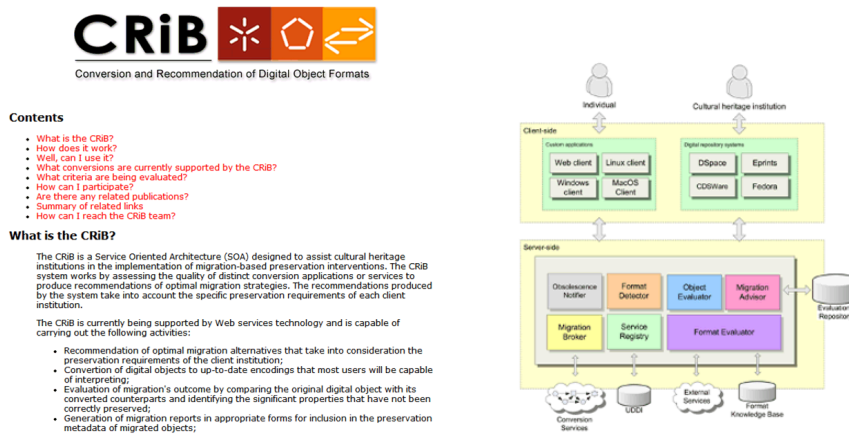 CRiB
Conversion and Recommendation of Digital Object Formats
Contents
What is the CRiB?
How does it work?
Well, can I use it?
What conversions are currently supported by the CRiB?
What criteria are being evaluated?
How can I participate?
Are there any related publications?
Summary of related links
How can I reach the CRiB team?
What is the CRiB?
The CRiB is a Service Oriented Architecture (SOA) designed to assist cultural heritage
institutions in the implementation of migration-based preservation interventions. The CRiB
system works by assessing the quality of distinct conversion applications or services to
produce recommendations of optimal migration strategies. The recommendations produced
by the system take into account the specific preservation requirements of each client
institution.
The CRiB is currently being supported by Web services technology and is capable of
carrying out the following activities:
Recommendation of optimal migration alternatives that take into consideration the
preservation requirements of the client institution;
Convertion of digital objects to up-to-date encodings that most users will be capable
of interpreting;
Evaluation of migration's outcome by comparing the original digital object with its
converted counterparts and identifying the significant properties that have not been
correctly preserved;
Generation of migration reports in appropriate forms for inclusion in the preservation
metadata of migrated objects;
Individual
Cultural heritage institution
Client-side
Custom applications
Web client
Linux client
Windows
client
MacOS
Client
Digital repository systems
DSpace
Eprints
CDSWare
Fedora
Server-side
Obsolescence
Notifier
Format
Detector
Object
Evaluator
Migration
Advisor
Migration
Broker
Service
Registry
Format Evaluator
Evaluation
Repositor
Conversion
Services
UDDI
External
Services
Format
Knowledge Base